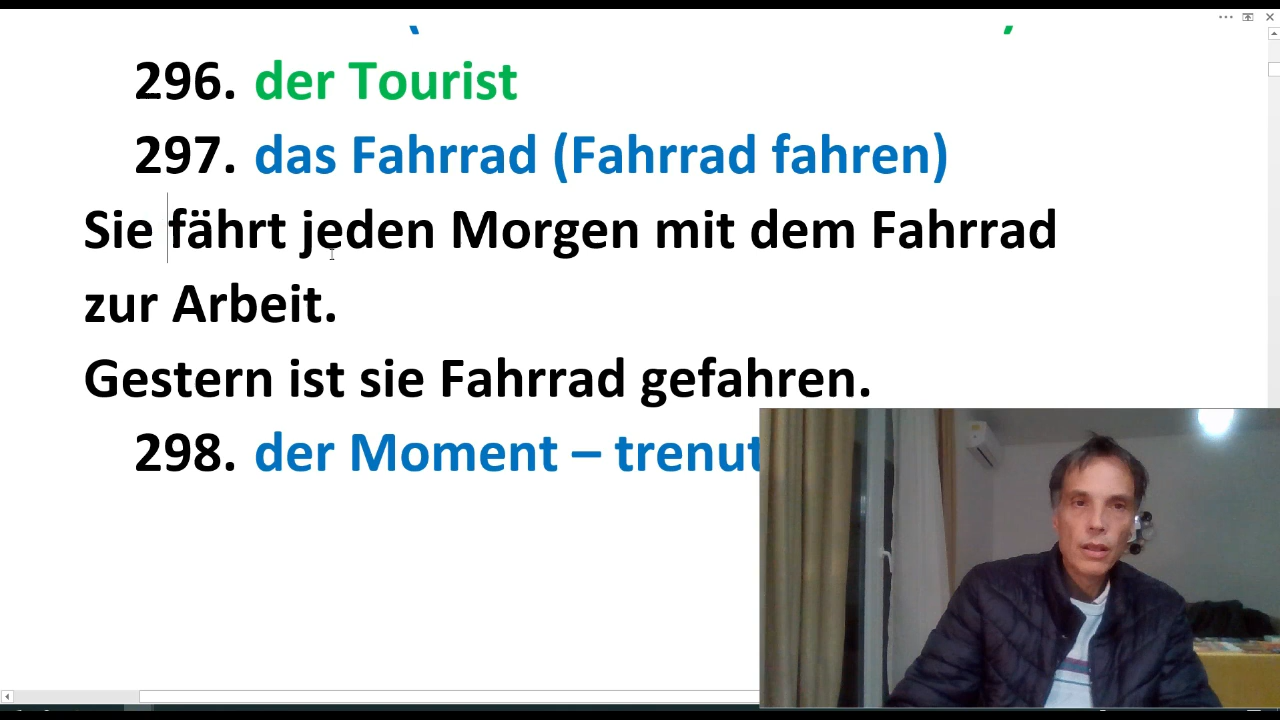 296. der Tourist
297. das Fahrrad (Fahrrad fahren)
Sie fährt jeden Morgen mit dem Fahrrad
zur Arbeit.
Gestern ist sie Fahrrad gefahren.
298. der Moment –